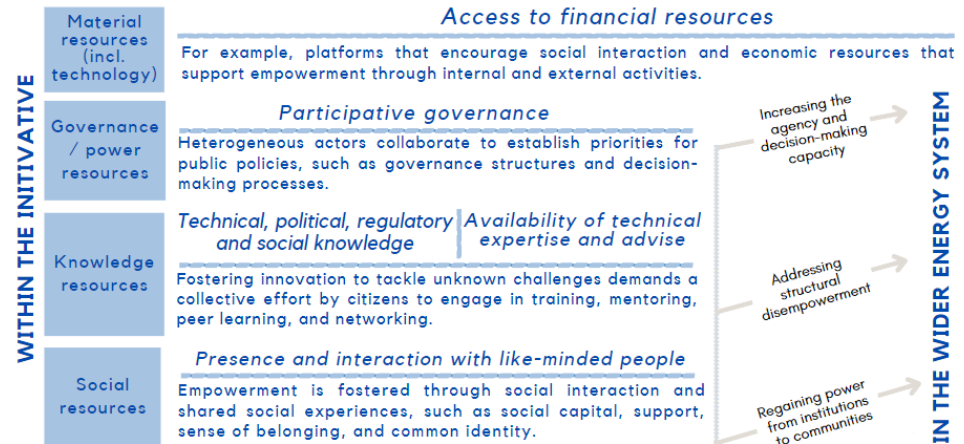 WITHIN THE INITIVATIVE
Material
resources
(incl.
technology)
Access to financial resources
For example, platforms that encourage social interaction and economic resources that
support empowerment through internal and external activities.
Governance
/ power
resources
Participative governance
Heterogeneous actors collaborate to establish priorities for
public policies, such as governance structures and decision-
making processes.
Knowledge
resources
Technical, political, regulatory
and social knowledge
Availability of technical
expertise and advise
Fostering innovation to tackle unknown challenges demands a
collective effort by citizens to engage in training, mentoring,
peer learning, and networking.
Social
resources
Presence and interaction with like-minded people
Empowerment is fostered through social interaction and
shared social experiences, such as social capital, support,
sense of belonging, and common identity.
Increasing the
agency and
decision-making
capacity
Addressing
structural
disempowerment
Regaining power
from institutions
to communities
IN THE WIDER ENERGY SYSTEM